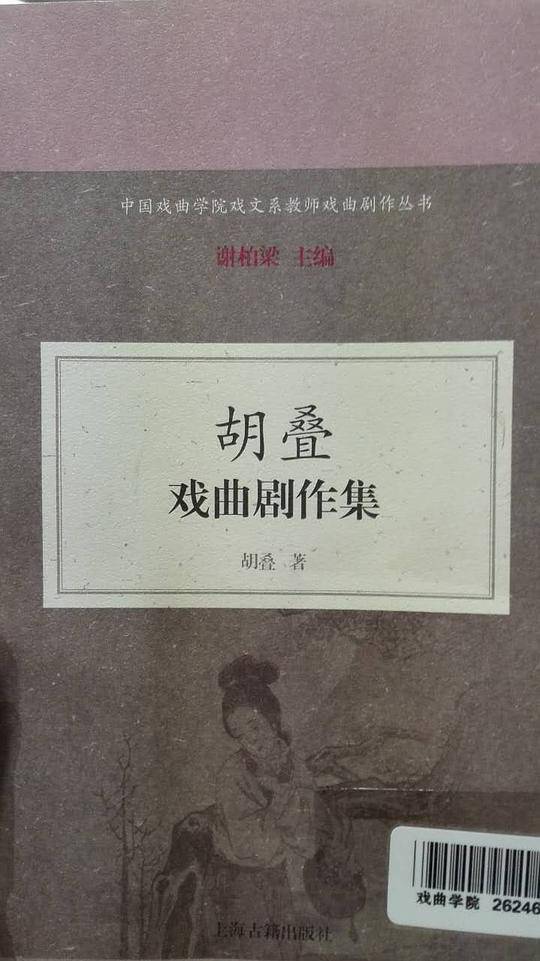 中国戏曲学院戏文系教师戏曲剧作丛书
谢柏梁 主编
胡叠
戏曲剧作集
胡叠 著
戏曲学院 26246
上海古籍出版社